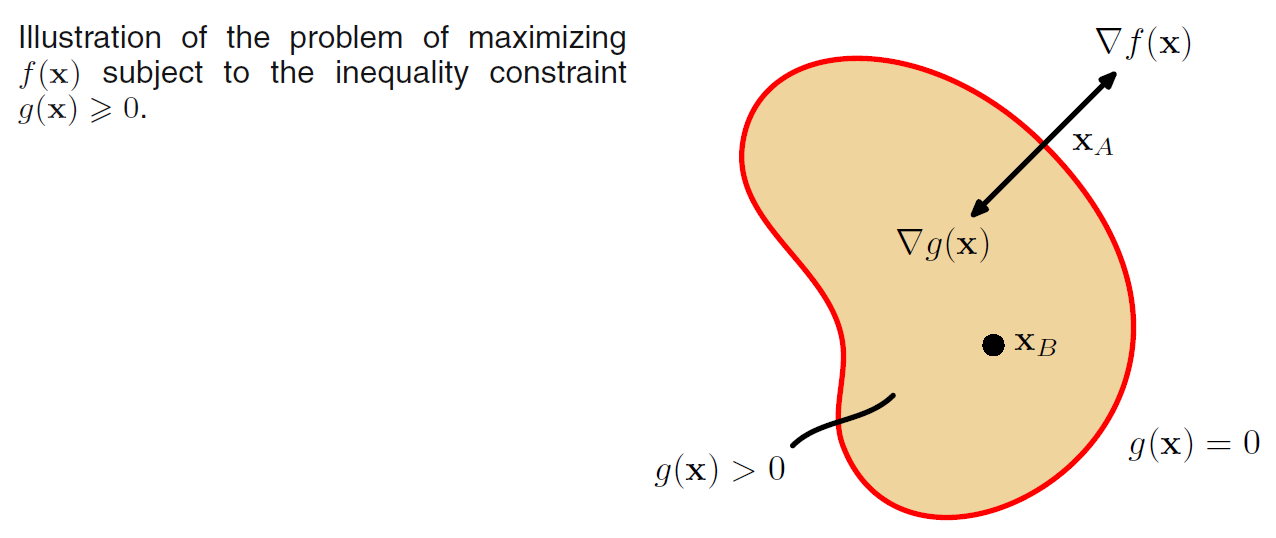 Illustration of the problem of maximizing
f(𝐱) subject to the inequality constraint
g(𝐱) ⩾ 0.
∇f(𝐱)
𝐱_A
∇g(𝐱)
𝐱_B
g(𝐱) = 0
g(𝐱) > 0